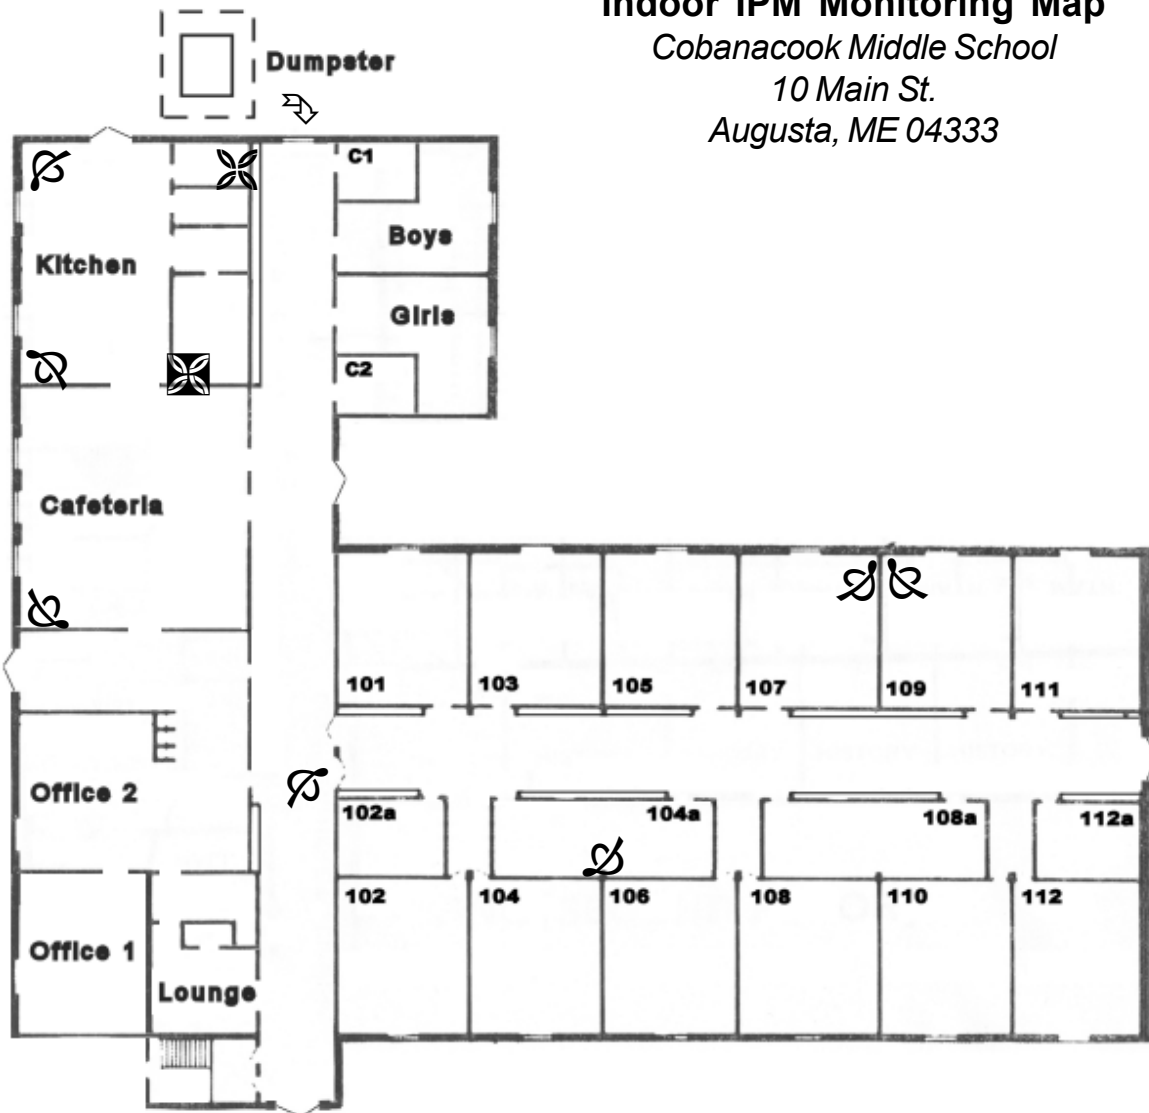 Indoor IPM Monitoring Map
Cobanacook Middle School
10 Main St.
Augusta, ME 04333
Dumpster
C1
Boys
Kitchen
Girls
C2
Cafeteria
101
103
105
107
109
111
Office 2
102a
104a
108a
112a
102
104
106
108
110
112
Office 1
Lounge